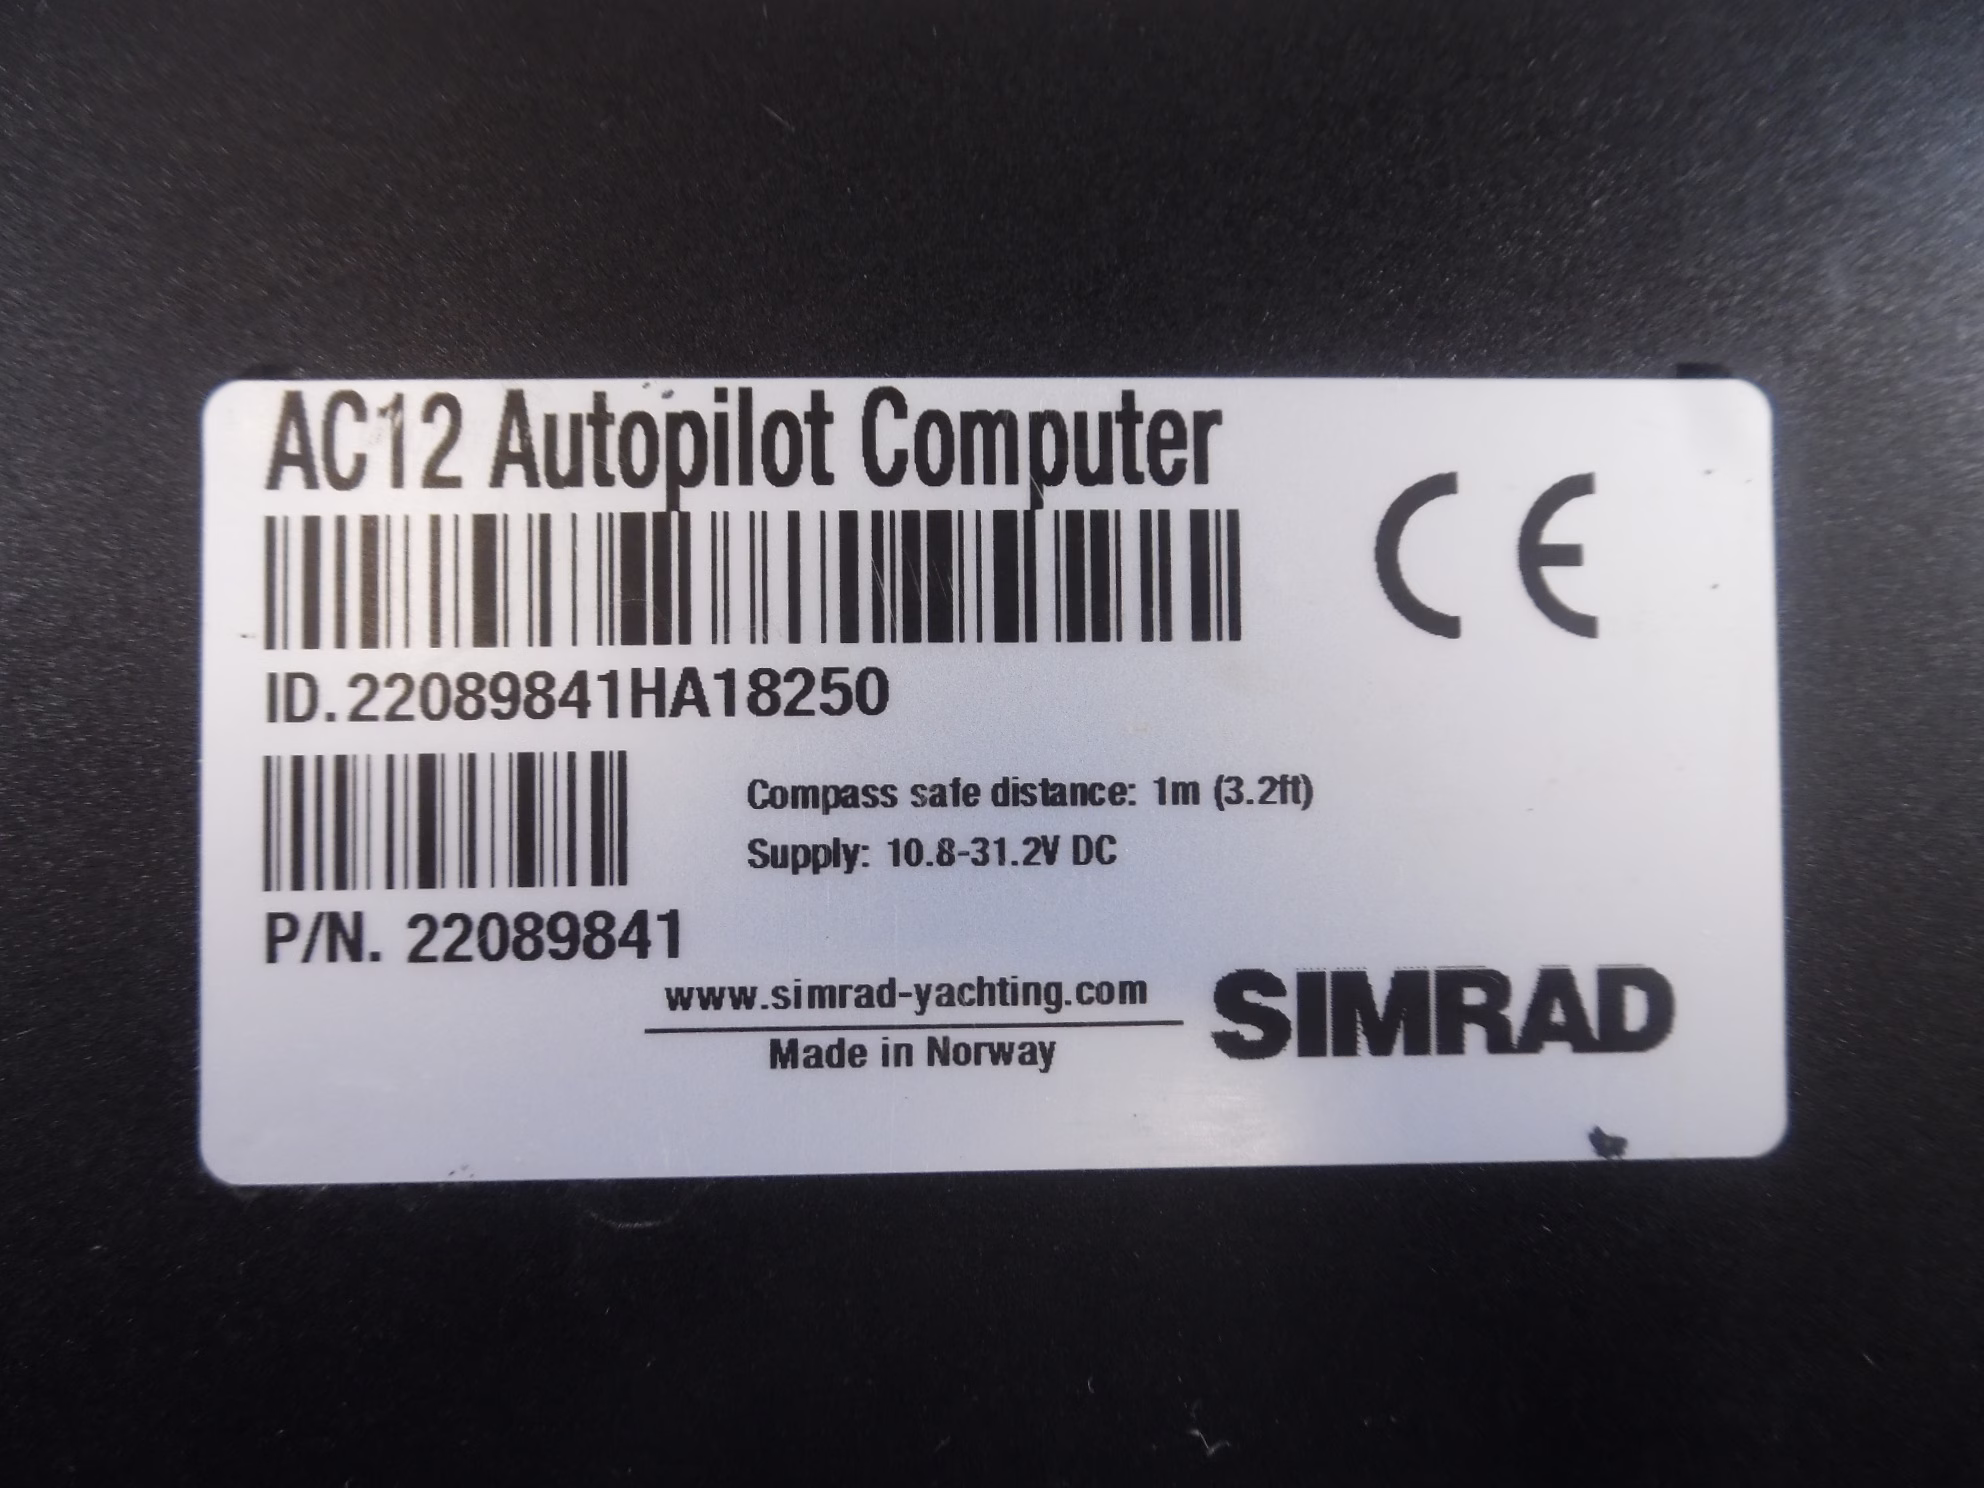 AC12 Autopilot Computer
CE
ID.22089841HA18250
Compass safe distance: 1m (3.2ft)
Supply: 10.8-31.2V DC
P/N. 22089841
www.simrad-yachting.com
Made in Norway
SIMRAD